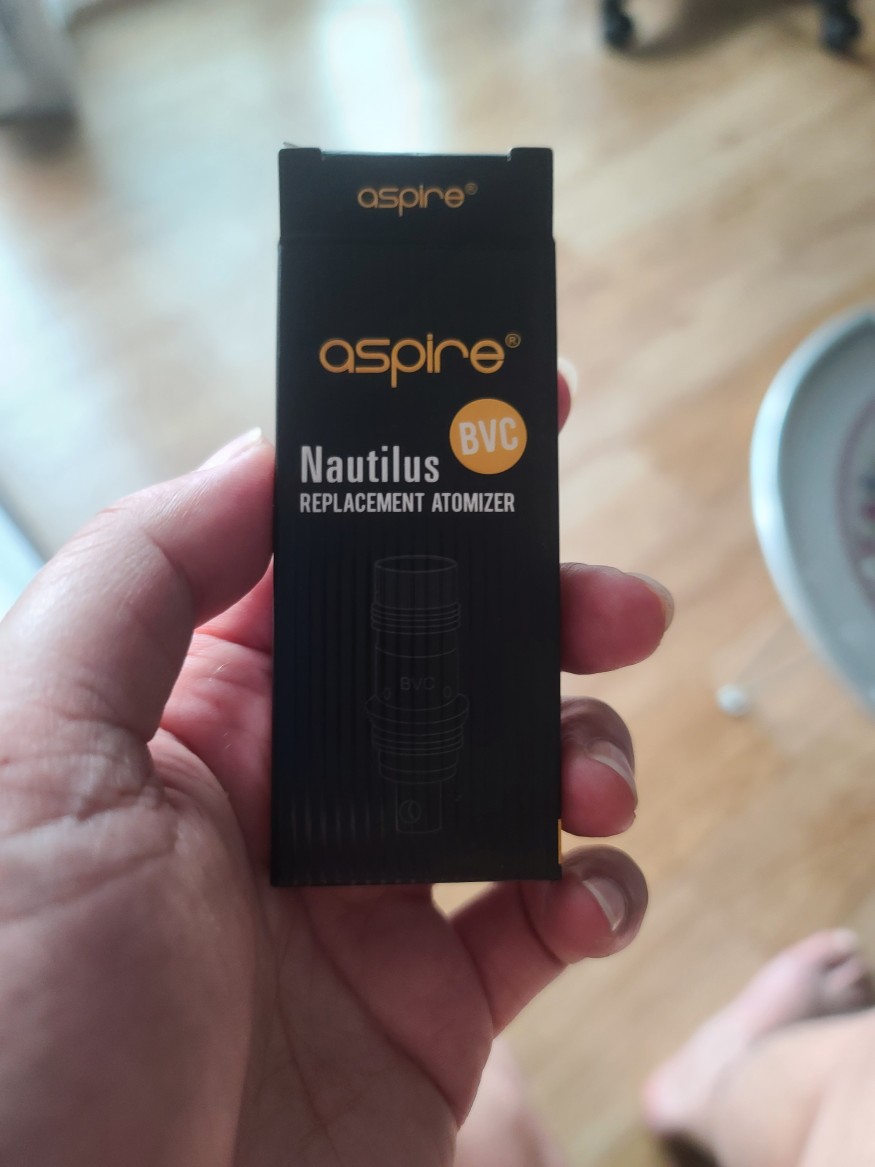 aspire®
aspire®
BVC
Nautilus
REPLACEMENT ATOMIZER
BVC